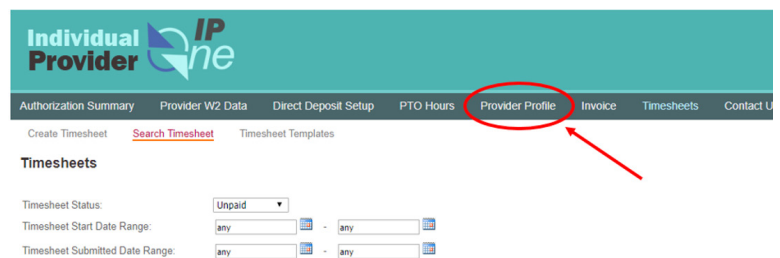 Individual IP
Provider One
Authorization Summary Provider W2 Data Direct Deposit Setup PTO Hours Provider Profile Invoice Timesheets Contact U
Create Timesheet Search Timesheet Timesheet Templates
Timesheets
Timesheet Status: Unpaid
Timesheet Start Date Range: any - any
Timesheet Submitted Date Range: any - any